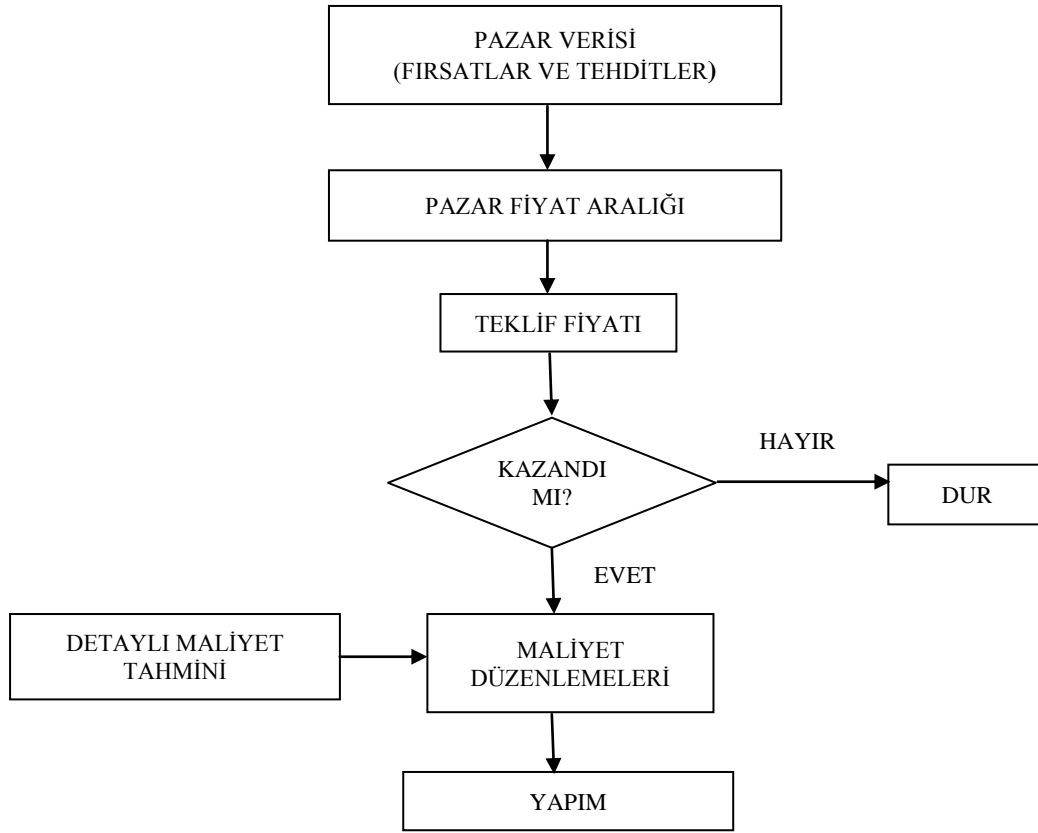 PAZAR VERİSİ
(FIRSATLAR VE TEHDİTLER)
PAZAR FİYAT ARALIĞI
TEKLİF FİYATI
KAZANDI
MI?
HAYIR
DUR
EVET
DETAYLI MALİYET
TAHMİNİ
MALİYET
DÜZENLEMELERİ
YAPIM